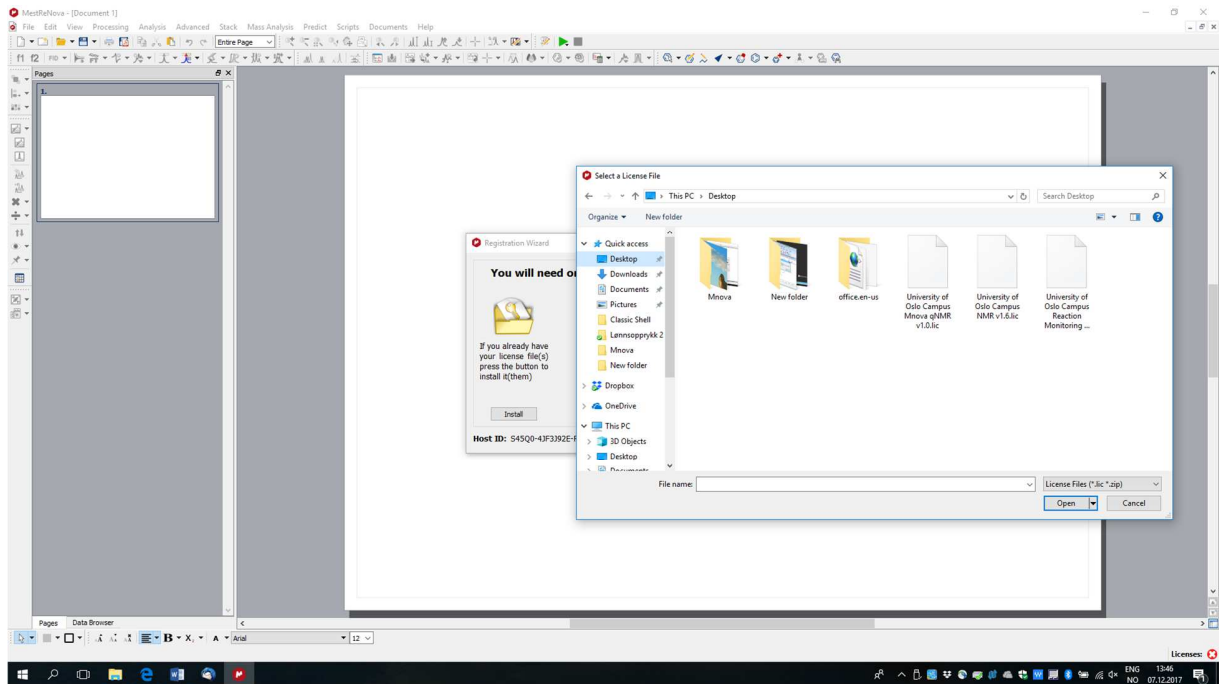 MestReNova - [Document 1]
File Edit View Processing Analysis Advanced Stack Mass Analysis Predict Scripts Documents Help
Entire Page
Pages
1.
Select a License File
This PC > Desktop
Search Desktop
Organize New folder
Quick access
Desktop
Downloads
Documents
Pictures
Classic Shell
Lønnsopprykk 2
Mnova
New folder
Dropbox
OneDrive
This PC
3D Objects
Desktop
Documents
Mnova
New folder
office.en-us
University of
Oslo Campus
Mnova qNMR
v1.0.lic
University of
Oslo Campus
NMR v1.6.lic
University of
Oslo Campus
Reaction
Monitoring ...
File name:
License Files (*.lic *.zip)
Open
Cancel
Registration Wizard
You will need
If you already have
your license file(s)
press the button to
install it(them)
Install
Host ID: S45Q0-4JF3J92E-
Pages Data Browser
B X A Arial 12
Licenses:
ENG 13:46
NO 07.12.2017